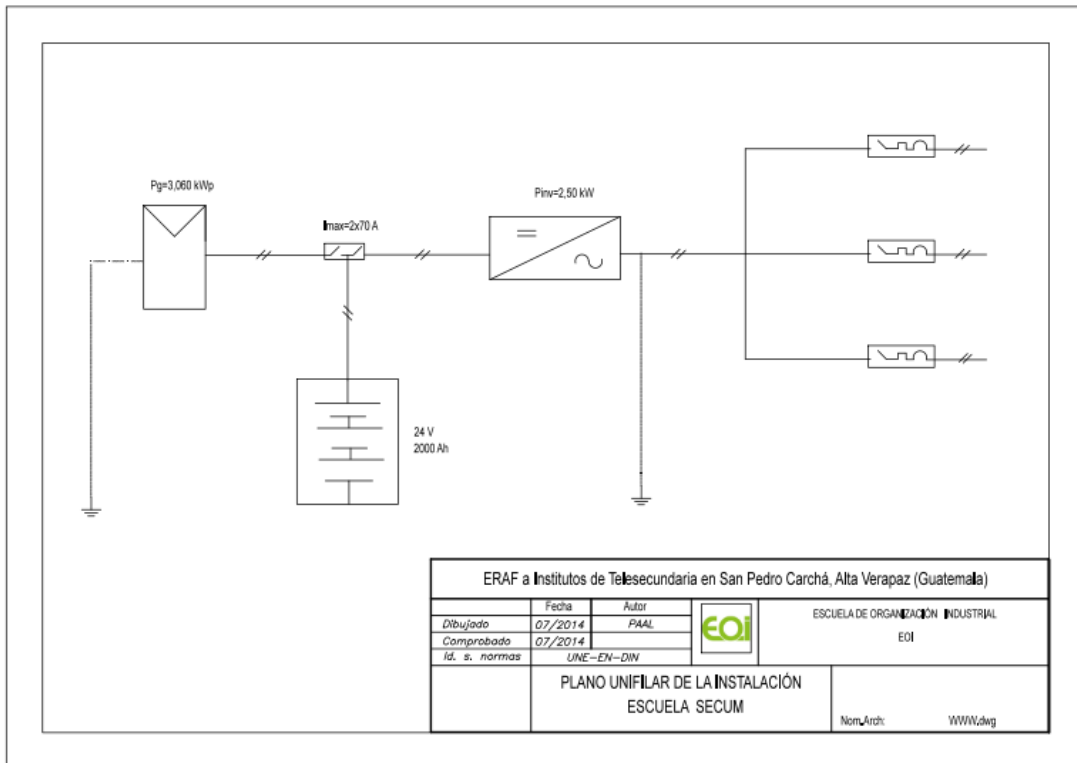 Pg=3,060 kWp
Imax=2x70 A
Pinv=2,50 kW
24 V
2000 Ah
ERAF a Institutos de Telesecundaria en San Pedro Carchá, Alta Verapaz (Guatemala)
Fecha Autor
Dibujado 07/2014 PAAL
Comprobado 07/2014
Id. s. normas UNE-EN-DIN
EOI
ESCUELA DE ORGANIZACIÓN INDUSTRIAL
EOI
PLANO UNIFILAR DE LA INSTALACIÓN
ESCUELA SECUM
Nom.Arch: WWW.dwg